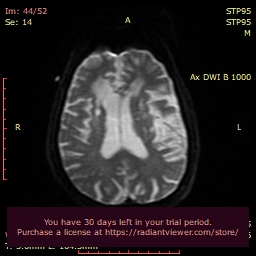 Im: 44/52
Se: 14
A
STP95
STP95
M
Ax DWI B 1000
R
L
You have 30 days left in your trial period.
Purchase a license at https://radiantviewer.com/store/